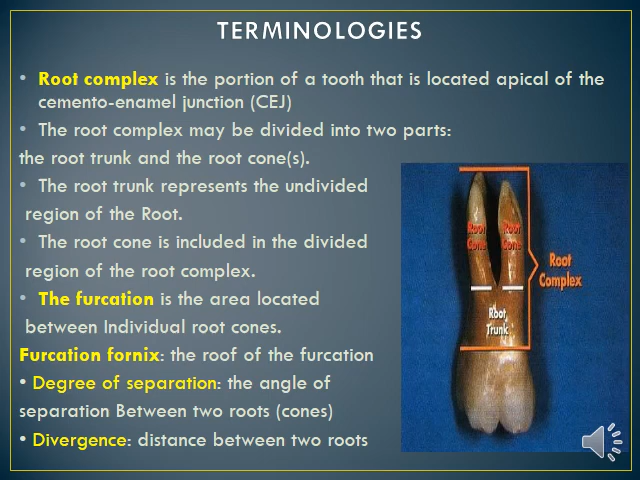 TERMINOLOGIES
• Root complex is the portion of a tooth that is located apical of the
cemento-enamel junction (CEJ)
• The root complex may be divided into two parts:
the root trunk and the root cone(s).
• The root trunk represents the undivided
region of the Root.
• The root cone is included in the divided
region of the root complex.
• The furcation is the area located
between Individual root cones.
Furcation fornix: the roof of the furcation
• Degree of separation: the angle of
separation Between two roots (cones)
• Divergence: distance between two roots
Root
Cone
Root
Cone
Root
Complex
Root
Trunk